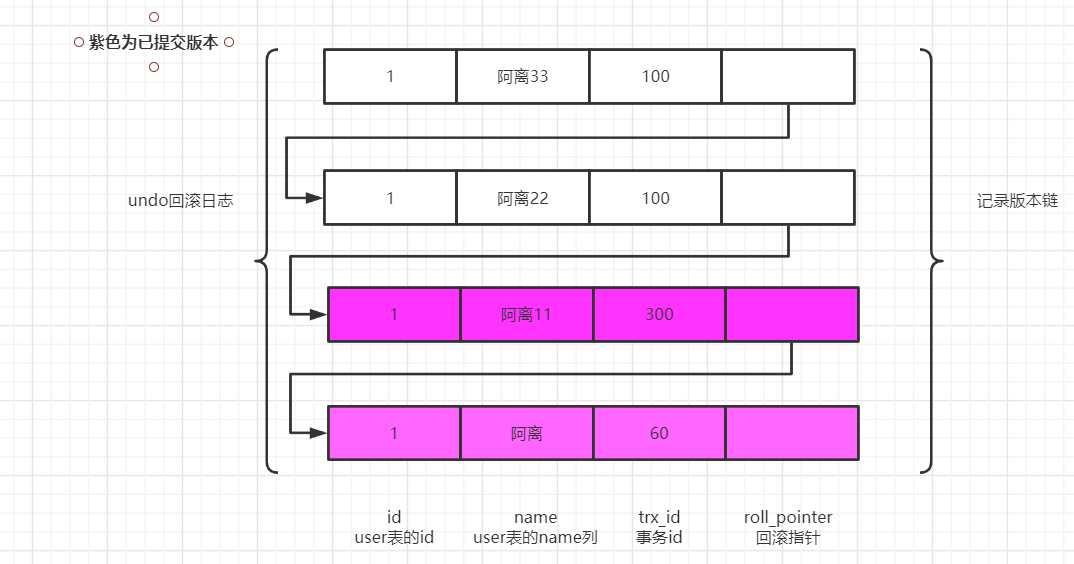 紫色为已提交版本
1 阿离33 100
undo回滚日志
1 阿离22 100
记录版本链
1 阿离11 300
1 阿离 60
id name trx_id roll_pointer
user表的id user表的name列 事务id 回滚指针